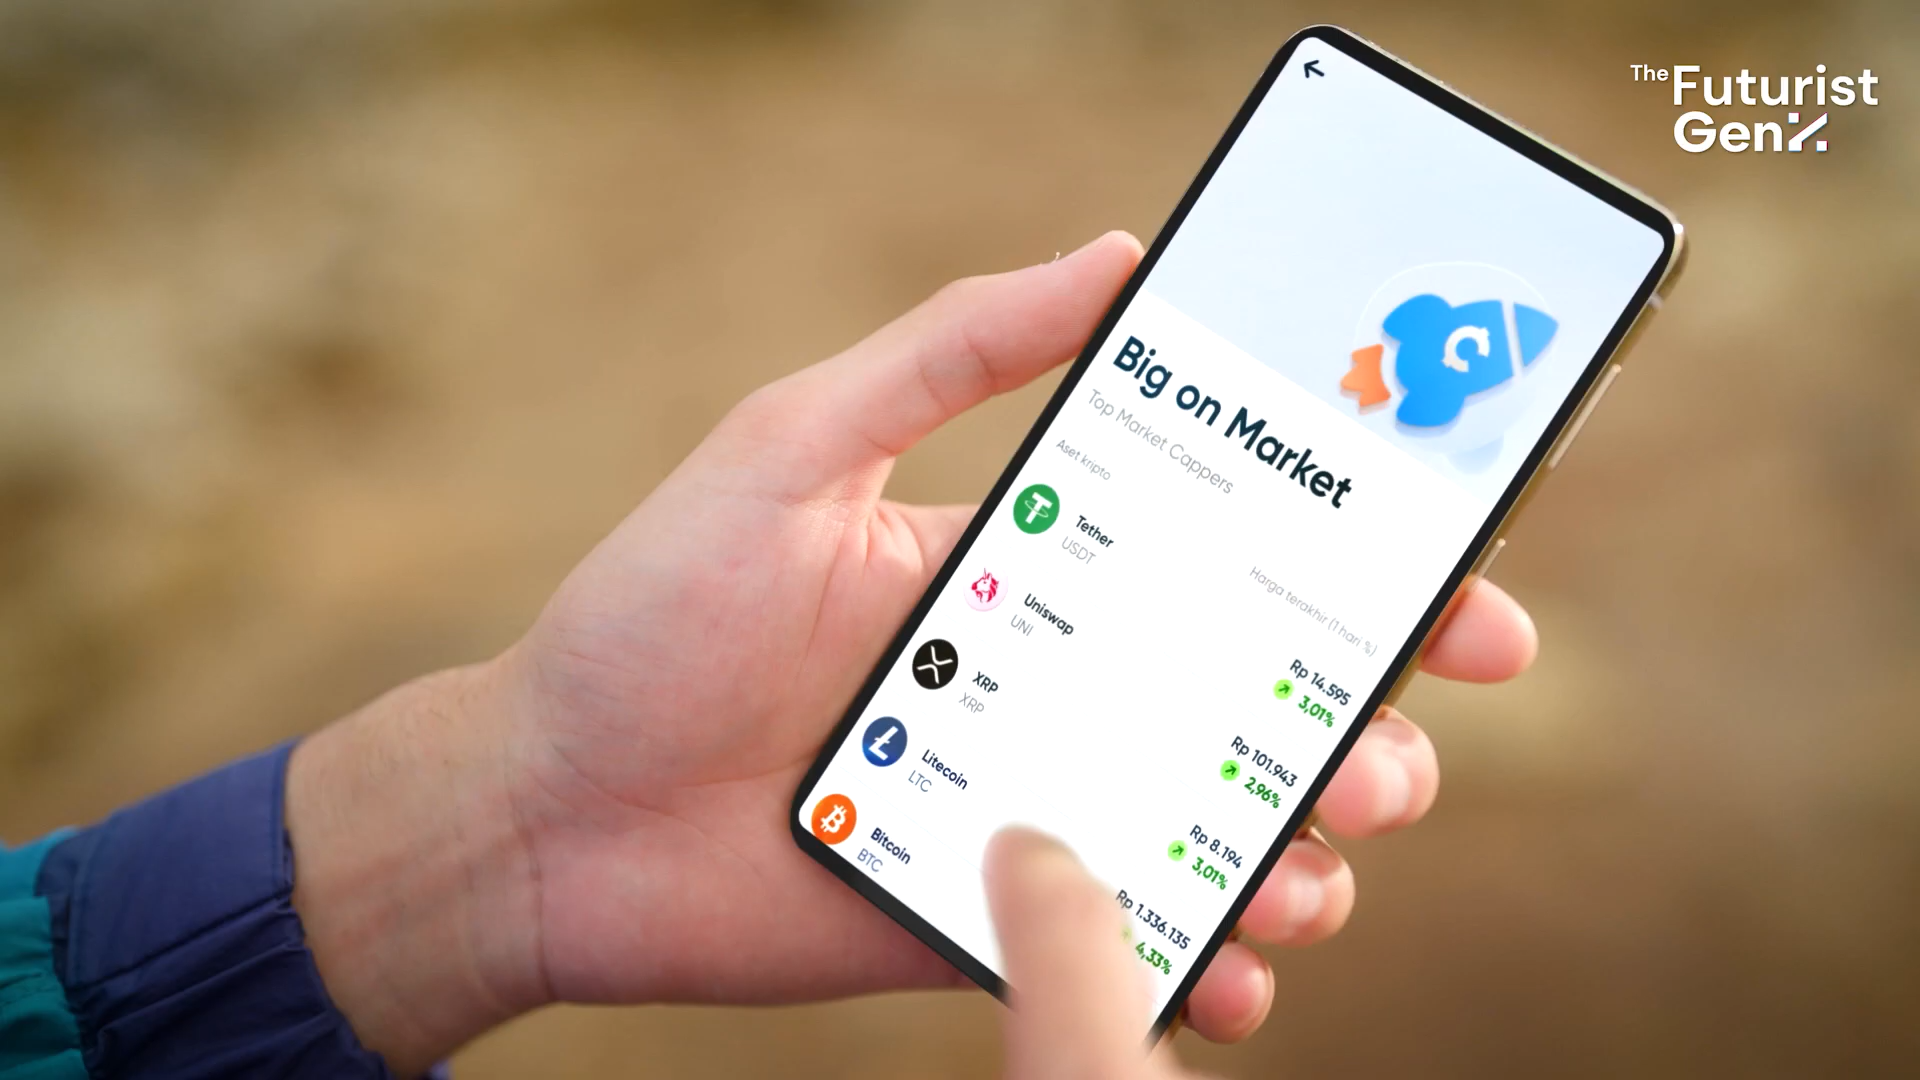 The Futurist
GenZ
Big on Market
Top Market Cappers
Aset kripto
Harga terakhir (1 hari %)
Tether
USDT
Rp 14.595
3,01%
Uniswap
UNI
Rp 101.943
2,96%
XRP
XRP
Rp 8.194
3,01%
Litecoin
LTC
Rp 1.336.135
4,33%
Bitcoin
BTC